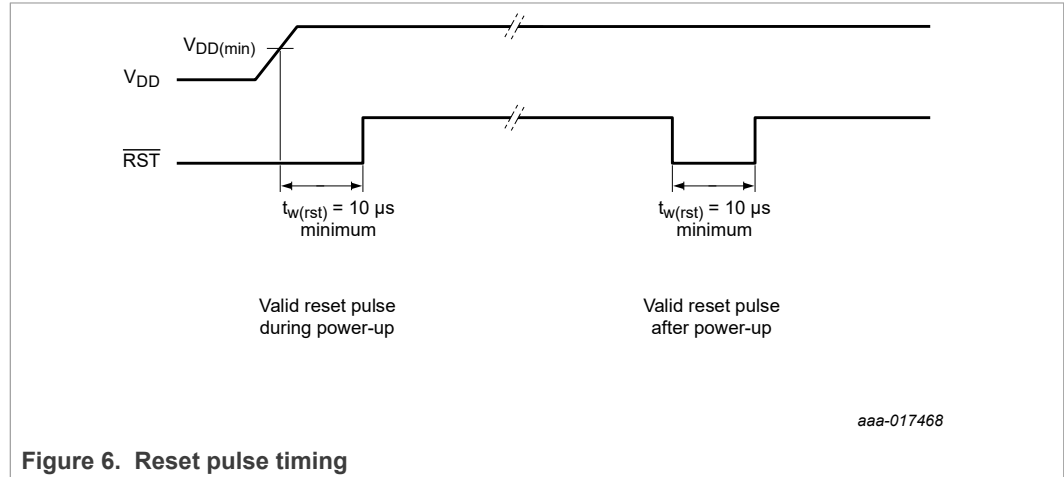 VDD(min)
VDD
RST
tw(rst) = 10 μs
minimum
tw(rst) = 10 μs
minimum
Valid reset pulse
during power-up
Valid reset pulse
after power-up
aaa-017468
Figure 6. Reset pulse timing